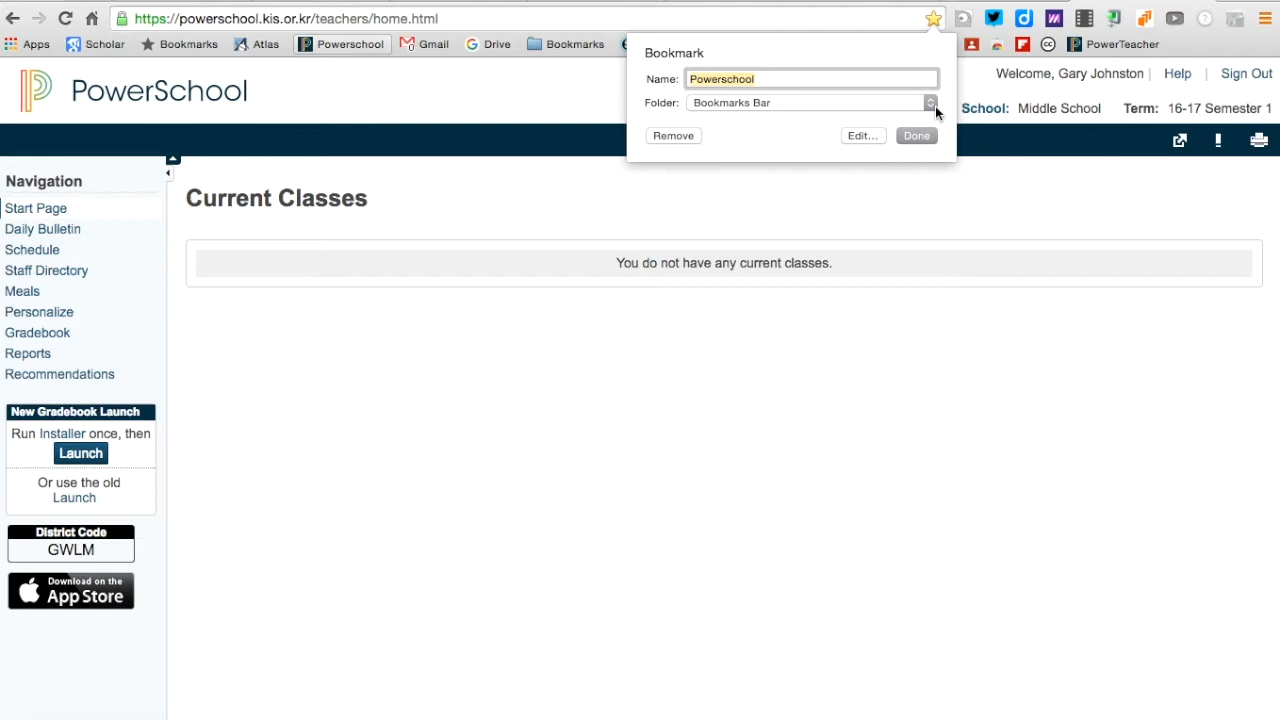 https://powerschool.kis.or.kr/teachers/home.html
Apps Scholar Bookmarks Atlas Powerschool Gmail Drive Bookmarks PowerTeacher
Bookmark
Name: Powerschool
Folder: Bookmarks Bar
Remove Edit... Done
PowerSchool
Welcome, Gary Johnston | Help | Sign Out
School: Middle School Term: 16-17 Semester 1
Navigation
Start Page
Daily Bulletin
Schedule
Staff Directory
Meals
Personalize
Gradebook
Reports
Recommendations
Current Classes
You do not have any current classes.
New Gradebook Launch
Run Installer once, then
Launch
Or use the old
Launch
District Code
GWLM
Download on the
App Store